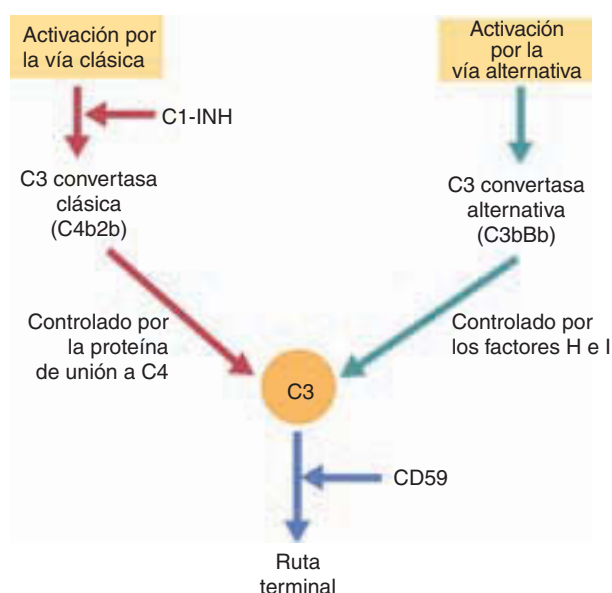 Activación por
la vía clásica
Activación
por la
vía alternativa
C1-INH
C3 convertasa
clásica
(C4b2b)
C3 convertasa
alternativa
(C3bBb)
Controlado por
la proteína
de unión a C4
Controlado por
los factores H e I
C3
CD59
Ruta
terminal